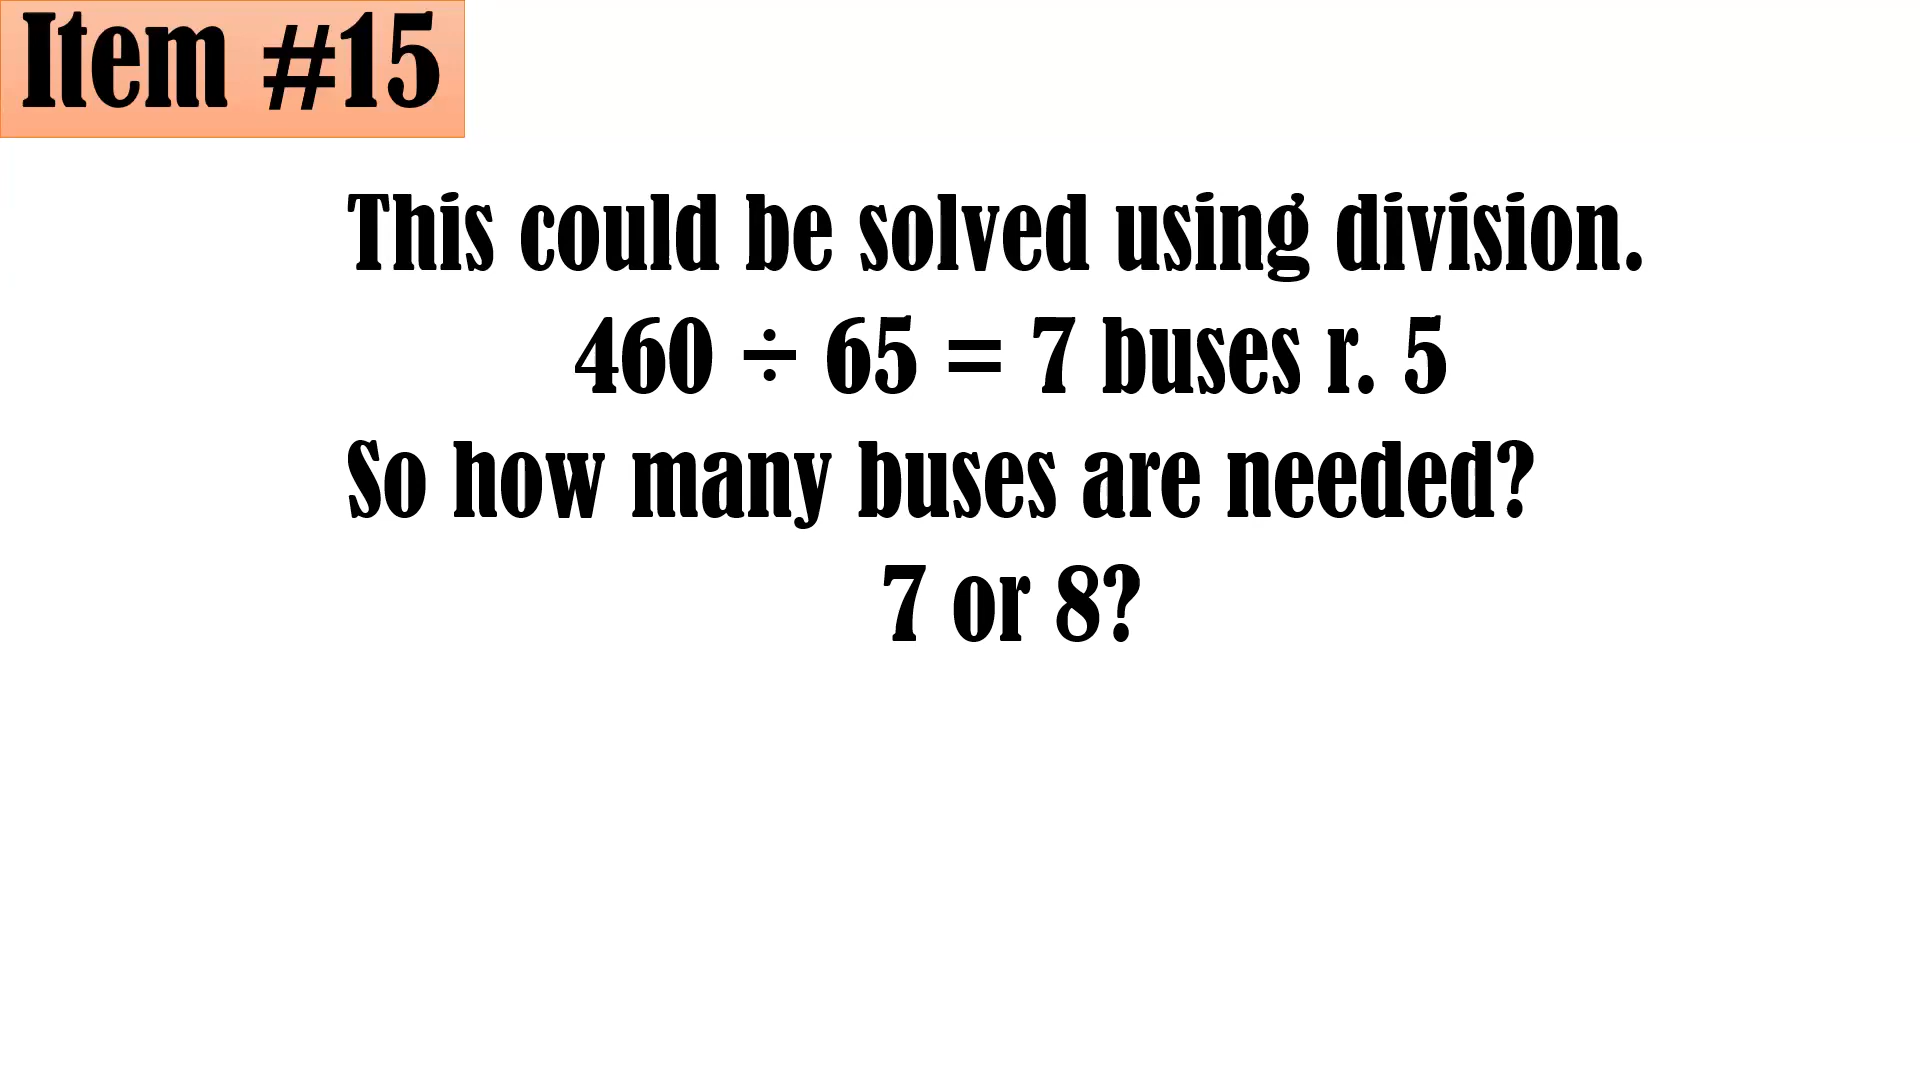 Item #15
This could be solved using division.
460 ÷ 65 = 7 buses r. 5
So how many buses are needed?
7 or 8?